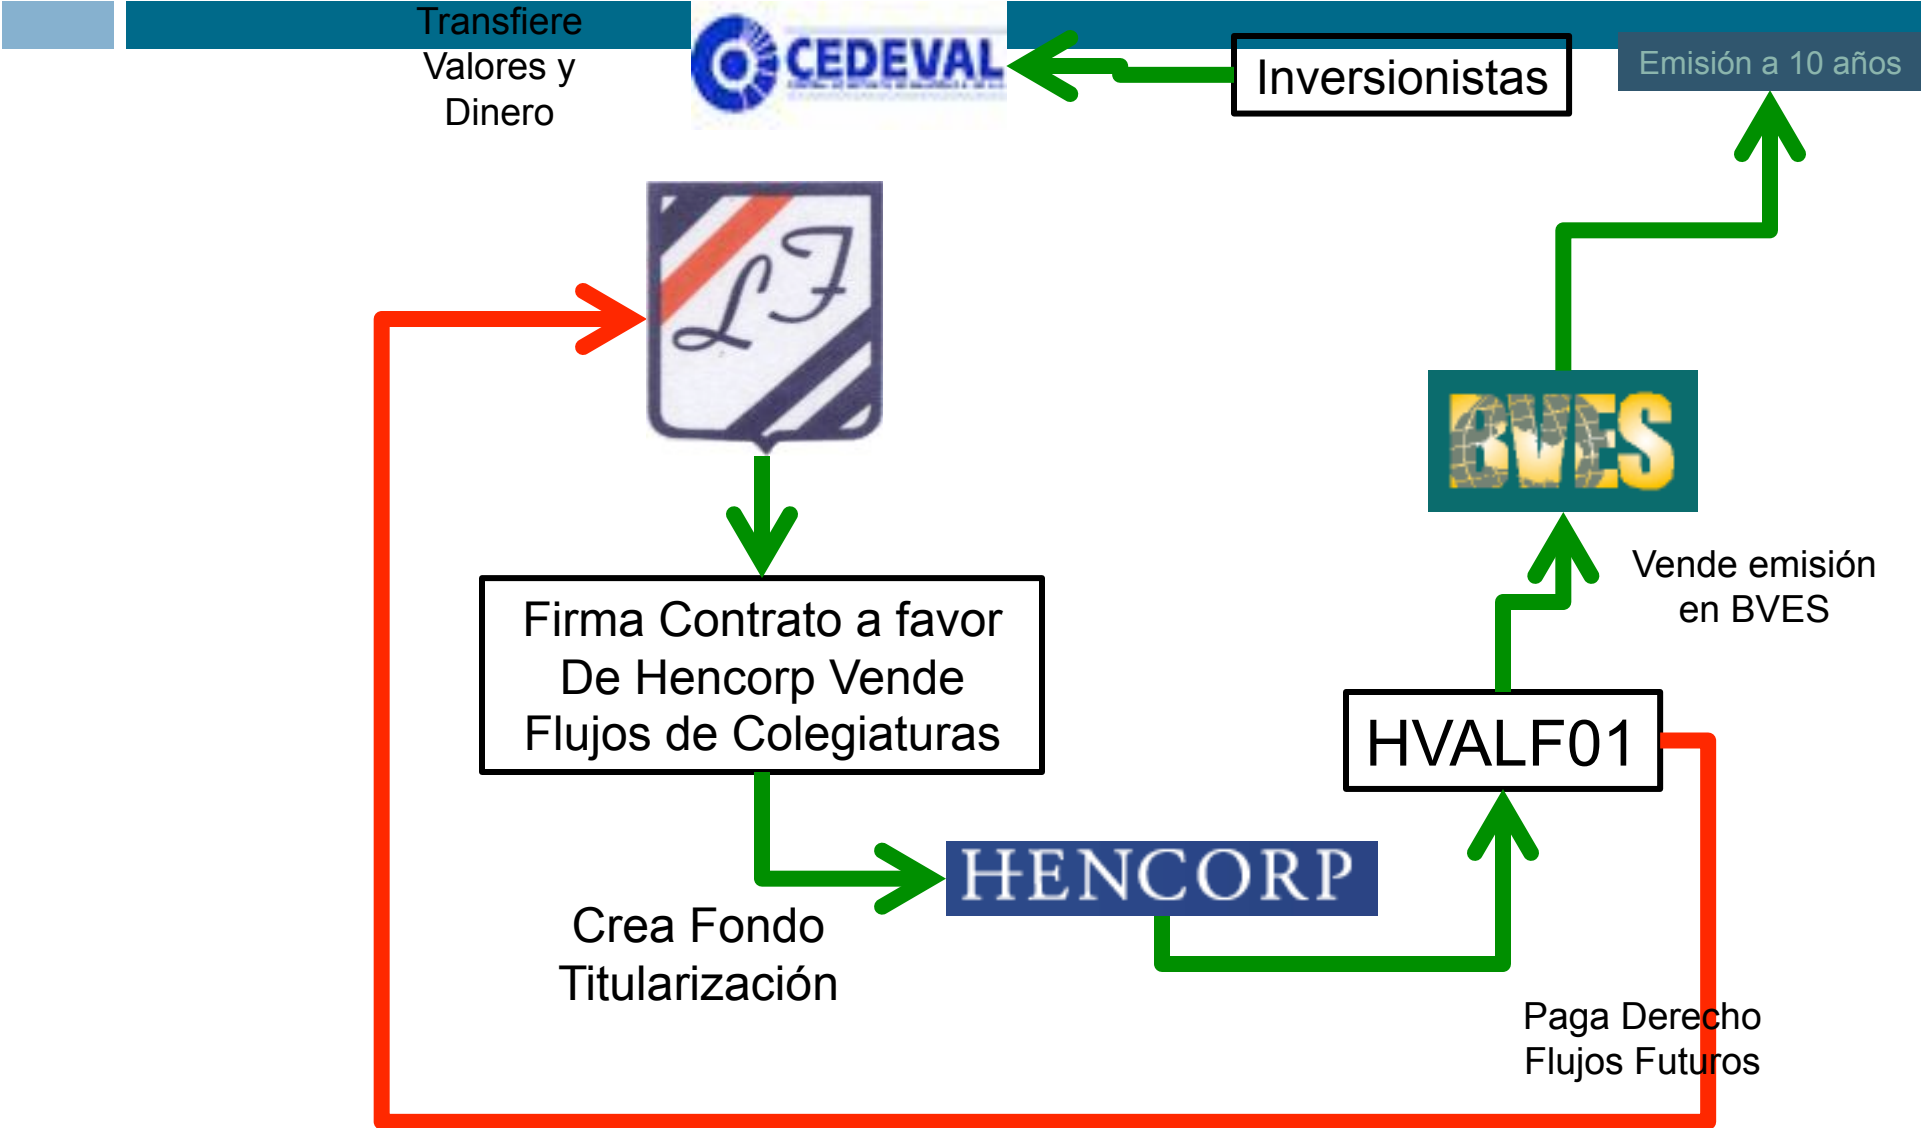 Transfiere
Valores y
Dinero
CEDEVAL
Inversionistas
Emisión a 10 años
LF
BVES
Vende emisión
en BVES
Firma Contrato a favor
De Hencorp Vende
Flujos de Colegiaturas
HVALF01
HENCORP
Crea Fondo
Titularización
Paga Derecho
Flujos Futuros